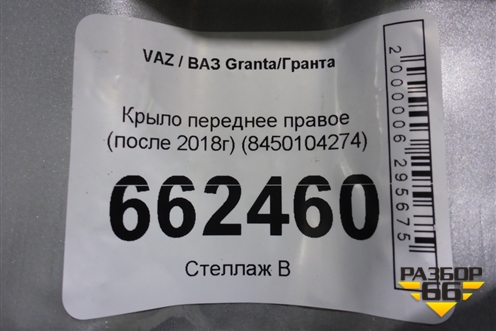 VAZ / ВАЗ Granta/Гранта
Крыло переднее правое
(после 2018г) (8450104274)
662460
Стеллаж В
2000006295675
РАЗБОР
66